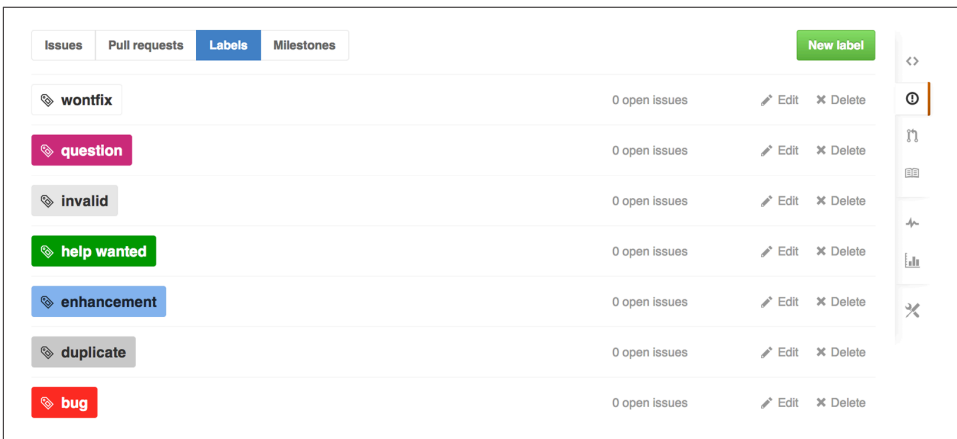 Issues Pull requests Labels Milestones New label
wontfix 0 open issues Edit Delete
question 0 open issues Edit Delete
invalid 0 open issues Edit Delete
help wanted 0 open issues Edit Delete
enhancement 0 open issues Edit Delete
duplicate 0 open issues Edit Delete
bug 0 open issues Edit Delete